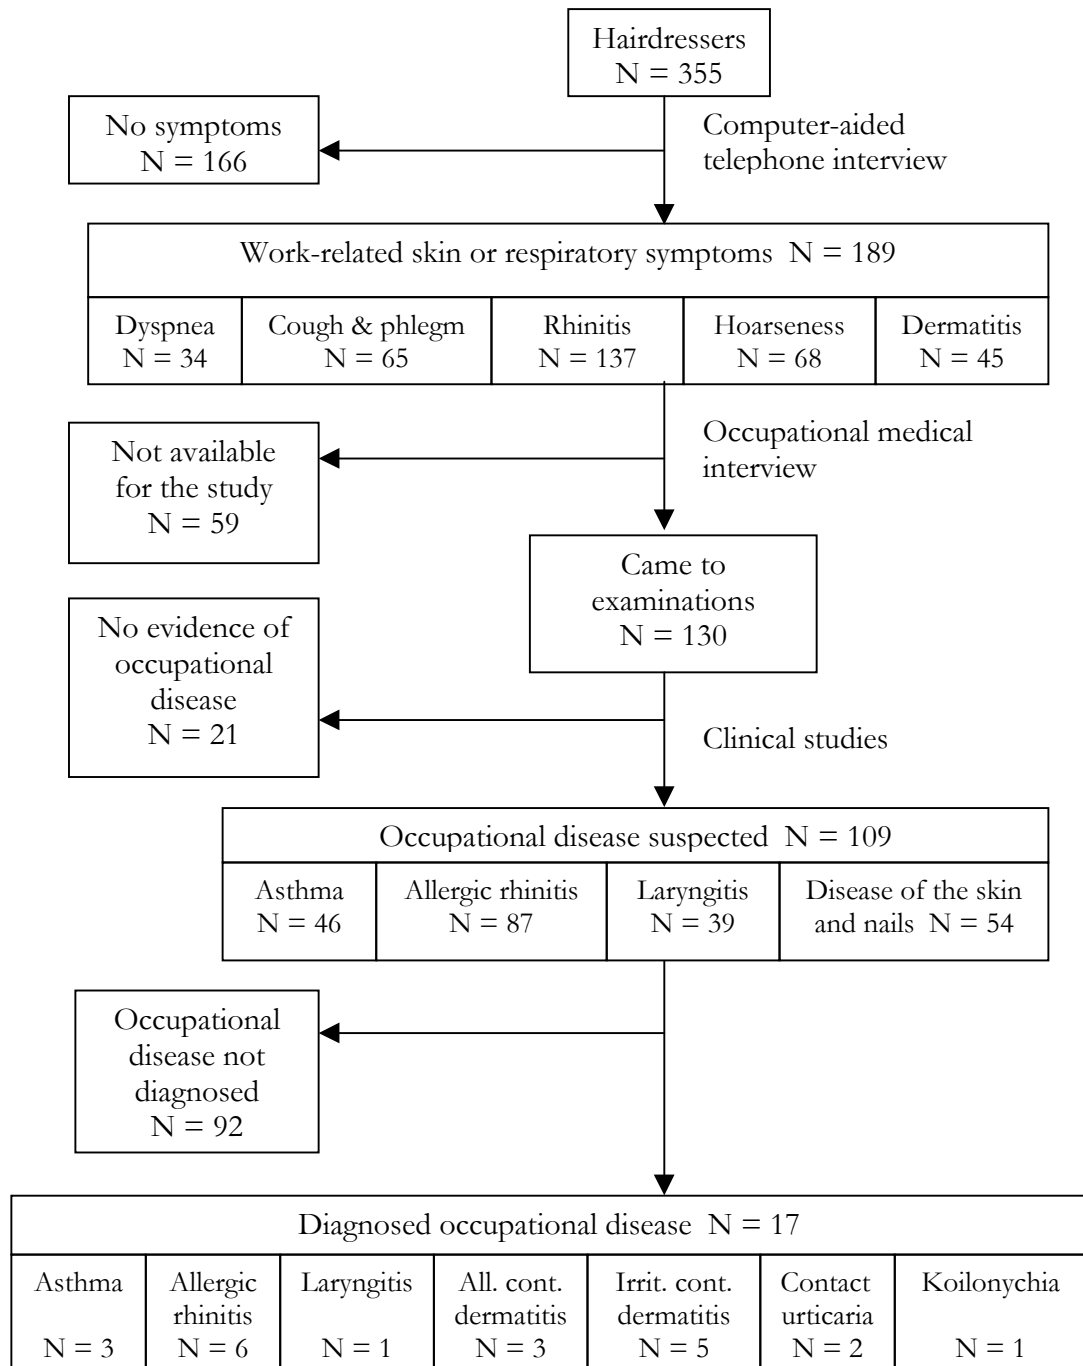 Hairdressers
N = 355
Computer-aided
telephone interview
No symptoms
N = 166
Work-related skin or respiratory symptoms N = 189
Dyspnea
N = 34
Cough & phlegm
N = 65
Rhinitis
N = 137
Hoarseness
N = 68
Dermatitis
N = 45
Occupational medical
interview
Not available
for the study
N = 59
Came to
examinations
N = 130
No evidence of
occupational
disease
N = 21
Clinical studies
Occupational disease suspected N = 109
Asthma
N = 46
Allergic rhinitis
N = 87
Laryngitis
N = 39
Disease of the skin
and nails N = 54
Occupational
disease not
diagnosed
N = 92
Diagnosed occupational disease N = 17
Asthma
N = 3
Allergic
rhinitis
N = 6
Laryngitis
N = 1
All. cont.
dermatitis
N = 3
Irrit. cont.
dermatitis
N = 5
Contact
urticaria
N = 2
Koilonychia
N = 1